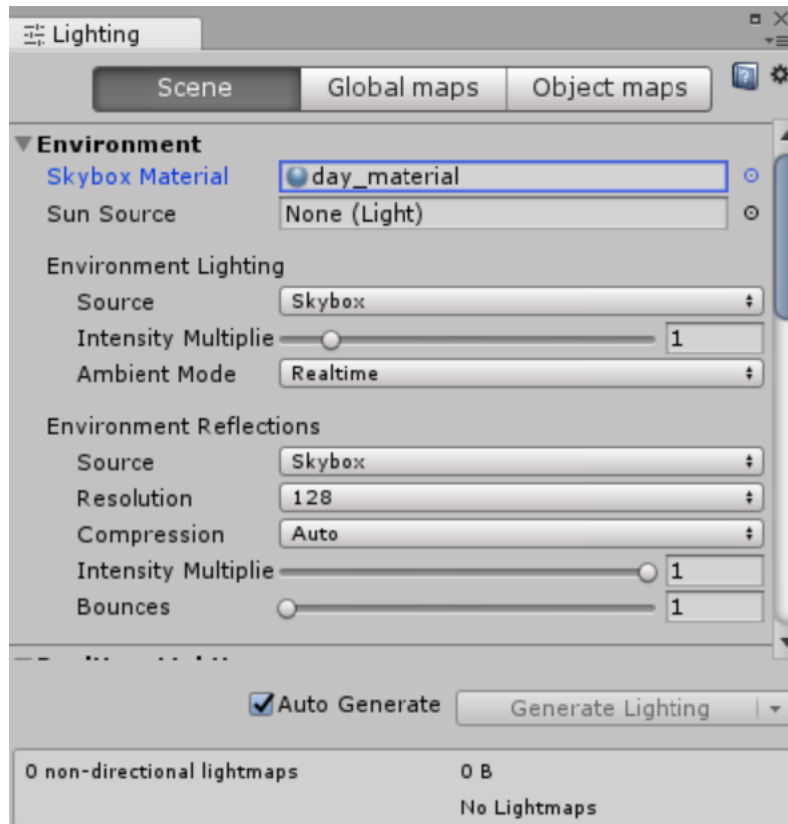 Lighting
Scene Global maps Object maps
Environment
Skybox Material day_material
Sun Source None (Light)
Environment Lighting
Source Skybox
Intensity Multiplie 1
Ambient Mode Realtime
Environment Reflections
Source Skybox
Resolution 128
Compression Auto
Intensity Multiplie 1
Bounces 1
Auto Generate Generate Lighting
0 non-directional lightmaps 0 B
No Lightmaps